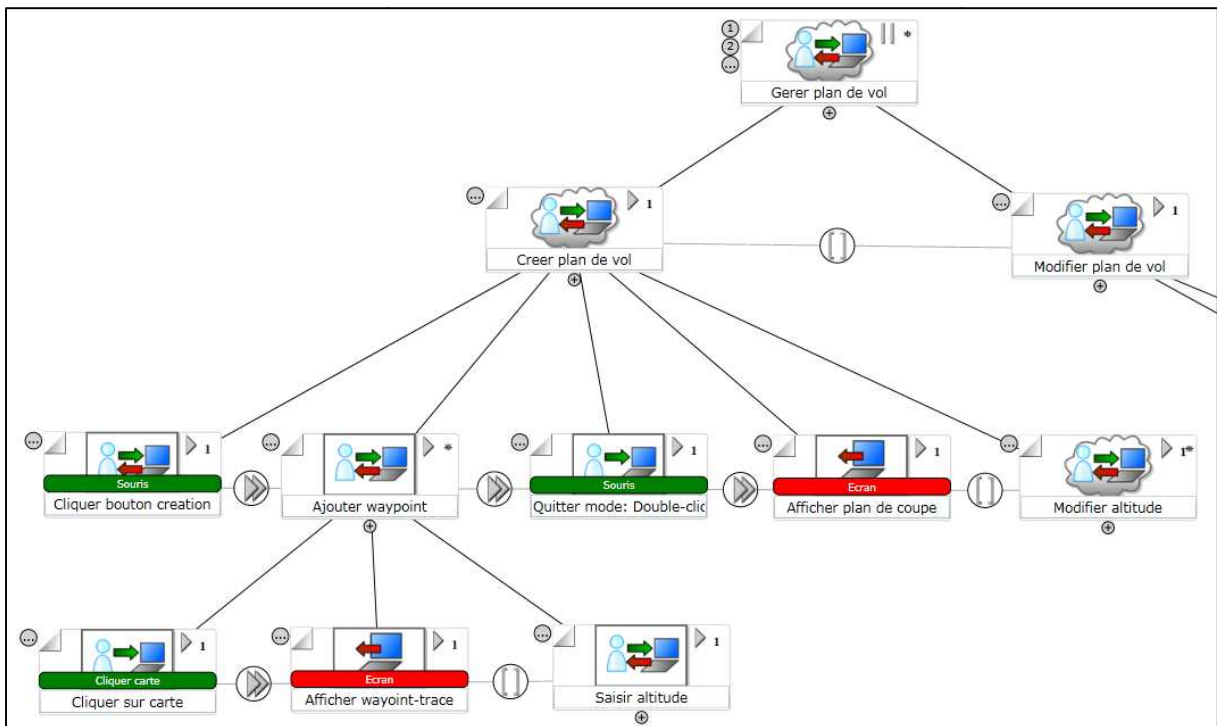 1
2
*
Gerer plan de vol
1
1
Creer plan de vol
[]
Modifier plan de vol
1
*
1
1
1*
Souris
Souris
Ecran
Cliquer bouton creation
Ajouter waypoint
Quitter mode: Double-clic
Afficher plan de coupe
[]
Modifier altitude
1
1
1
Cliquer carte
Ecran
Cliquer sur carte
Afficher wayoint-trace
[]
Saisir altitude